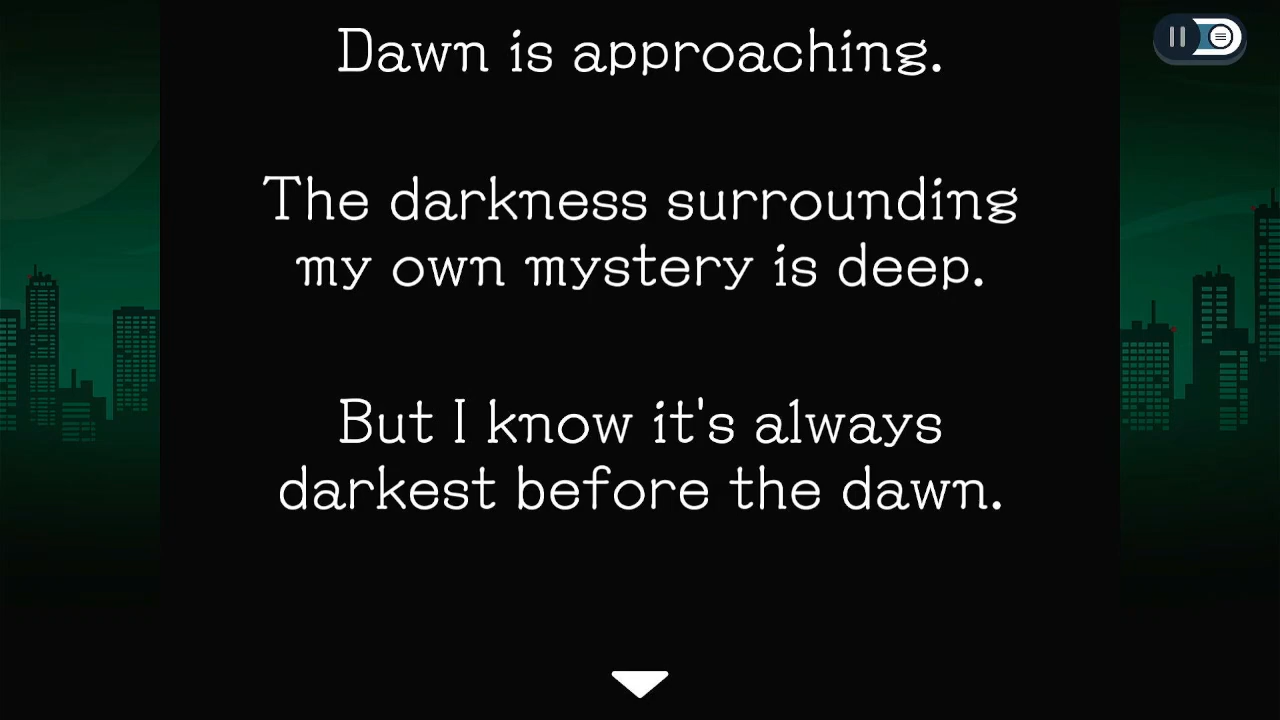 Dawn is approaching.
The darkness surrounding
my own mystery is deep.
But I know it's always
darkest before the dawn.